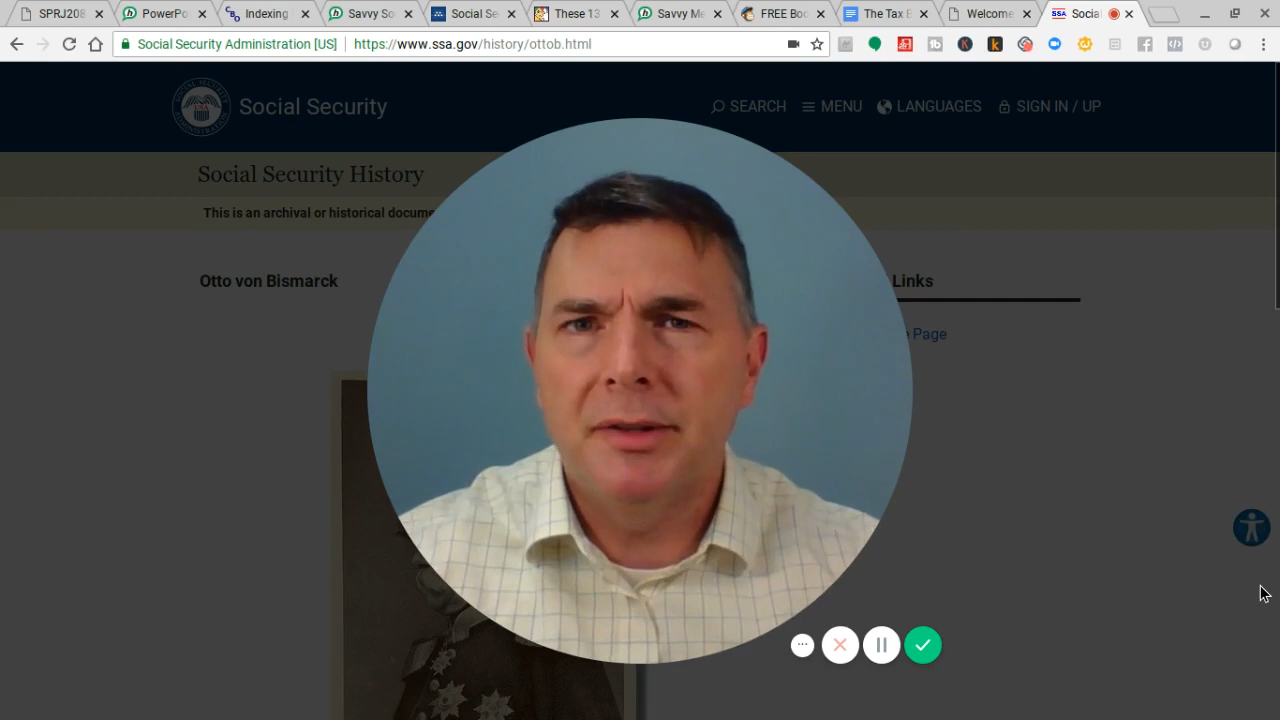 SPRJ208
PowerPo
Indexing
Savvy So
Social Se
These 13
Savvy Me
FREE Boo
The Tax E
Welcome
Social
Social Security Administration [US]
https://www.ssa.gov/history/ottob.html
Social Security
SEARCH
MENU
LANGUAGES
SIGN IN / UP
Social Security History
This is an archival or historical docume
Otto von Bismarck
Links
Page